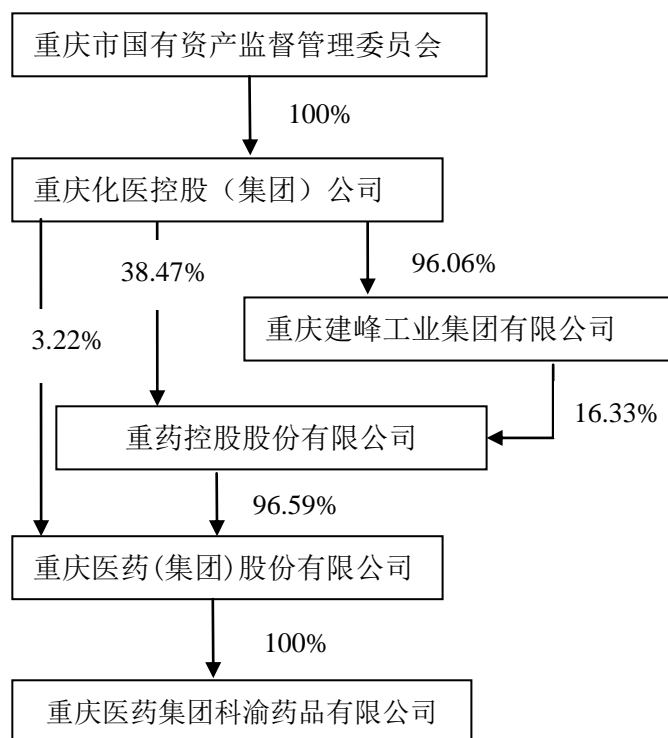 重庆市国有资产监督管理委员会
100%
重庆化医控股（集团）公司
38.47%
96.06%
3.22%
重庆建峰工业集团有限公司
16.33%
重药控股股份有限公司
96.59%
重庆医药(集团)股份有限公司
100%
重庆医药集团科渝药品有限公司